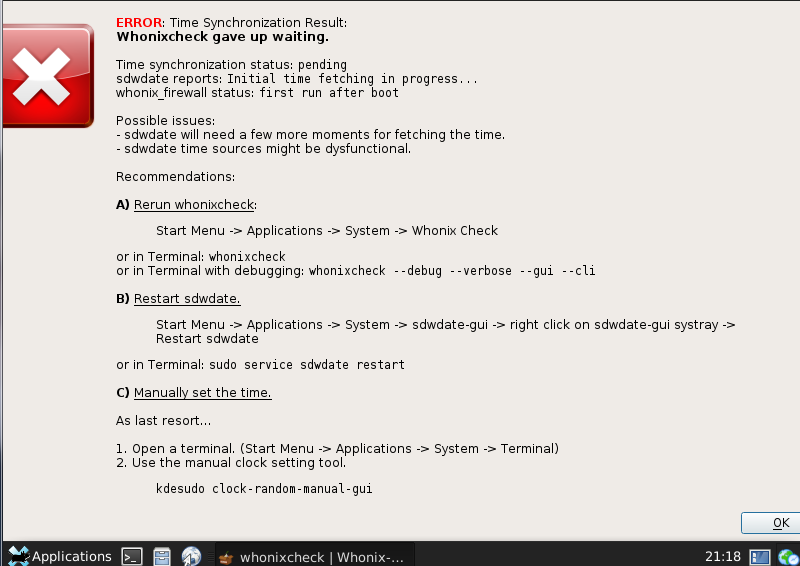 ERROR: Time Synchronization Result:
Whonixcheck gave up waiting.
Time synchronization status: pending
sdwdate reports: Initial time fetching in progress...
whonix_firewall status: first run after boot
Possible issues:
- sdwdate will need a few more moments for fetching the time.
- sdwdate time sources might be dysfunctional.
Recommendations:
A) Rerun whonixcheck:
Start Menu -> Applications -> System -> Whonix Check
or in Terminal: whonixcheck
or in Terminal with debugging: whonixcheck --debug --verbose --gui --cli
B) Restart sdwdate.
Start Menu -> Applications -> System -> sdwdate-gui -> right click on sdwdate-gui systray ->
Restart sdwdate
or in Terminal: sudo service sdwdate restart
C) Manually set the time.
As last resort...
1. Open a terminal. (Start Menu -> Applications -> System -> Terminal)
2. Use the manual clock setting tool.
kdesudo clock-random-manual-gui
OK
Applications
whonixcheck | Whonix-...
21:18